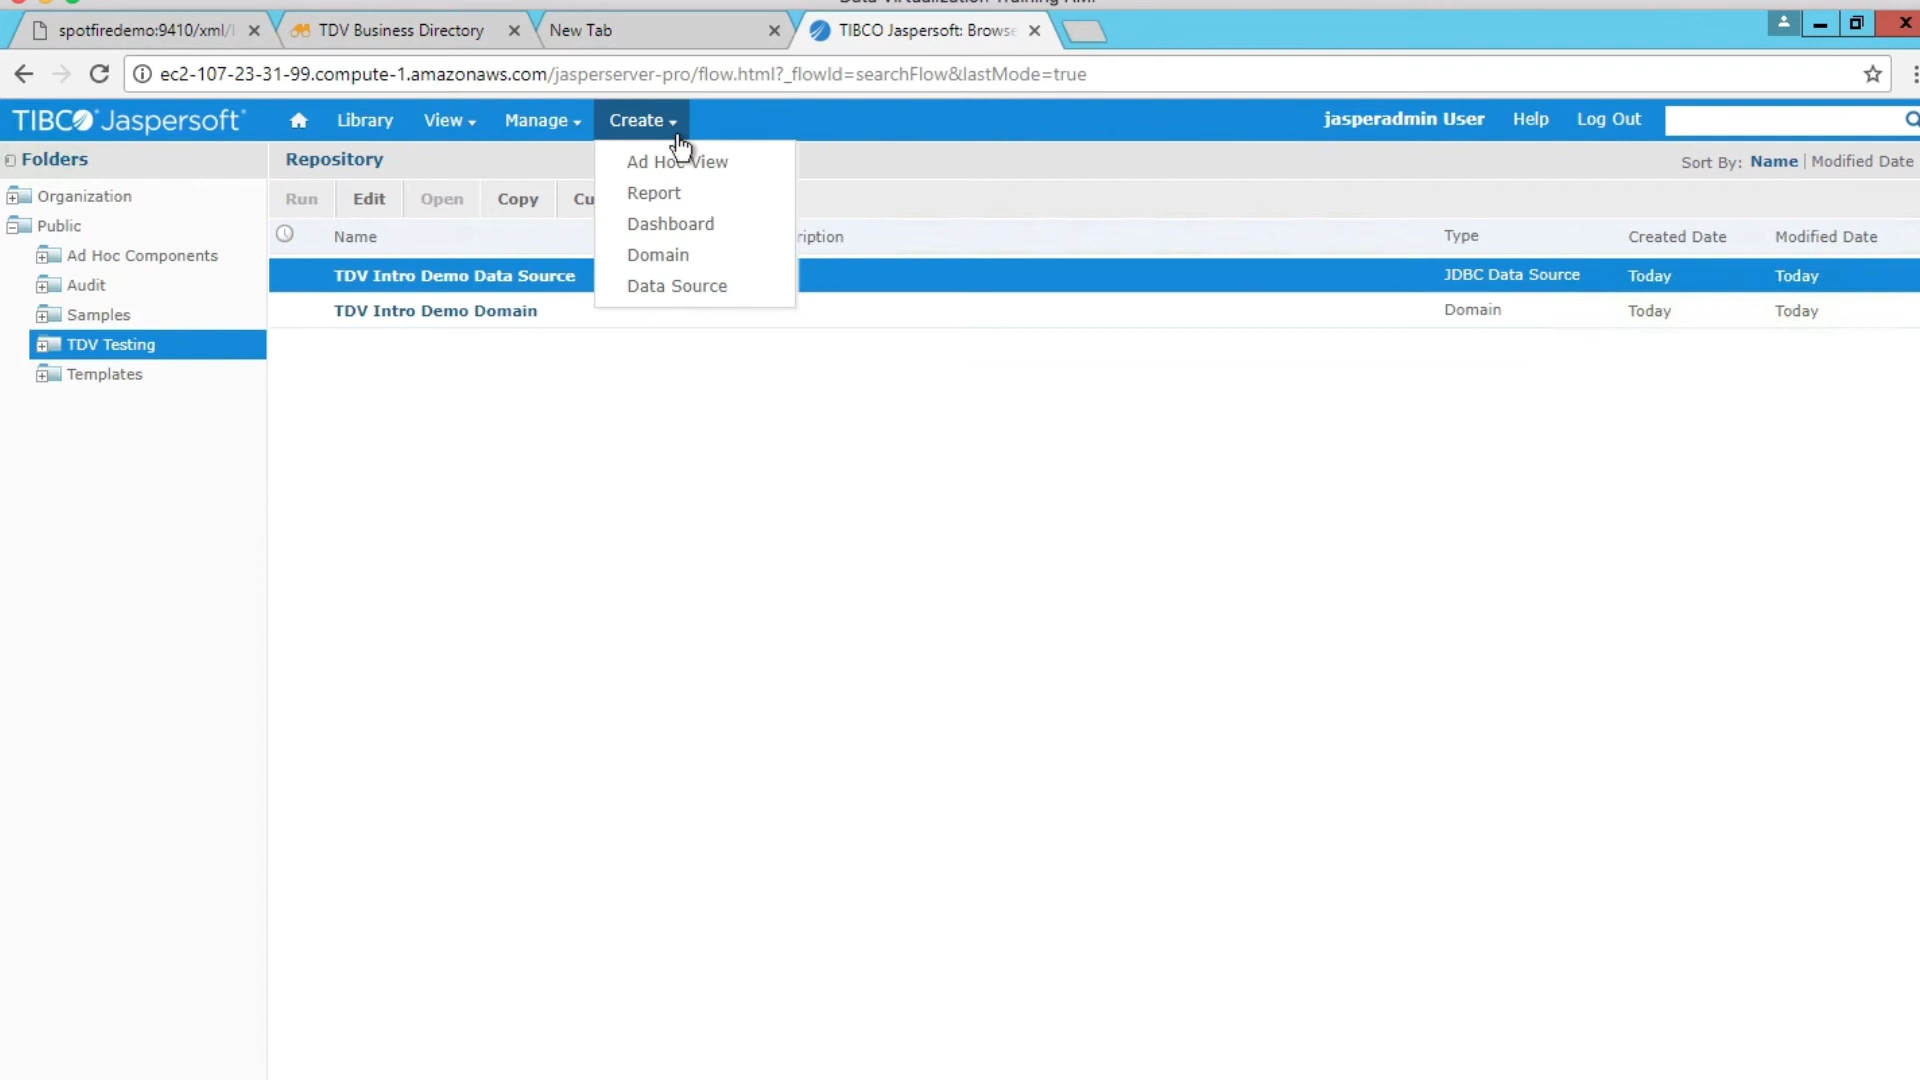 spotfiredemo:9410/xml/
TDV Business Directory
New Tab
TIBCO Jaspersoft: Browse
ec2-107-23-31-99.compute-1.amazonaws.com/jasperserver-pro/flow.html?_flowId=searchFlow&lastMode=true
TIBCO Jaspersoft
Library
View
Manage
Create
jasperadmin User
Help
Log Out
Folders
Organization
Public
Ad Hoc Components
Audit
Samples
TDV Testing
Templates
Repository
Sort By: Name | Modified Date
Run
Edit
Open
Copy
Cu
Ad Hoc View
Report
Dashboard
Domain
Data Source
Name
ription
Type
Created Date
Modified Date
TDV Intro Demo Data Source
JDBC Data Source
Today
Today
TDV Intro Demo Domain
Domain
Today
Today